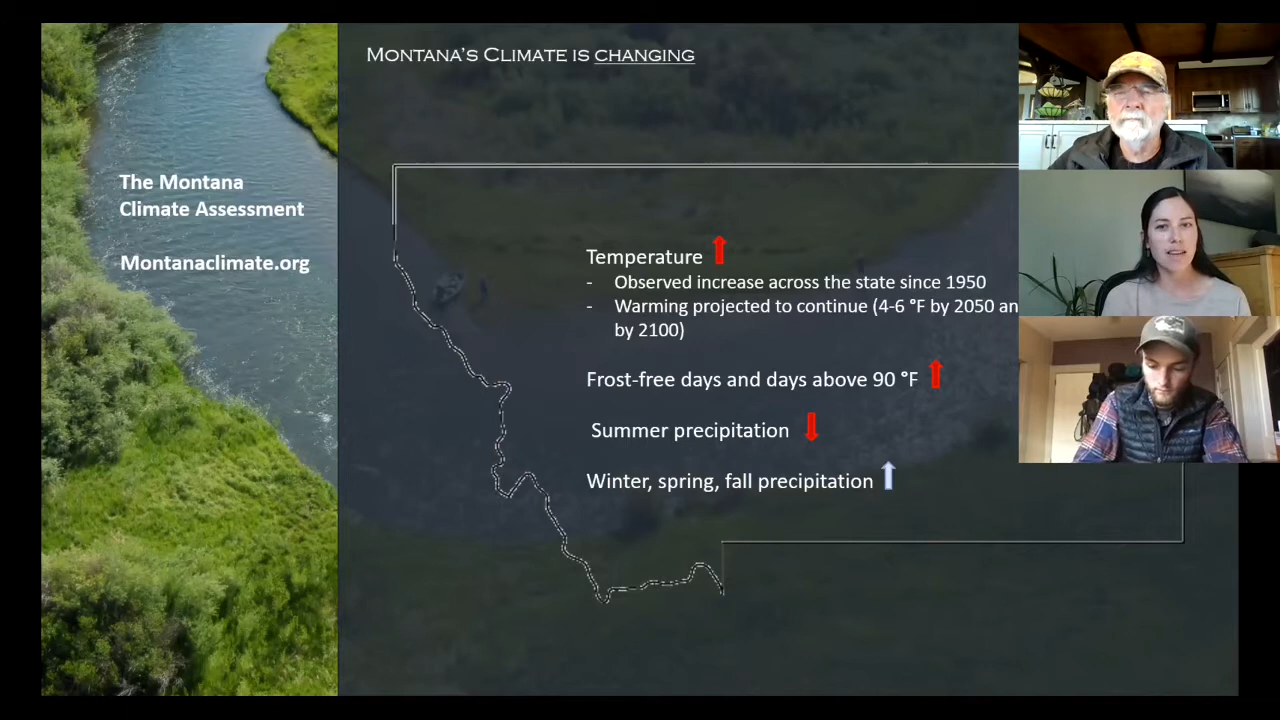 MONTANA'S CLIMATE IS CHANGING
The Montana
Climate Assessment
Montanaclimate.org
Temperature
- Observed increase across the state since 1950
- Warming projected to continue (4-6 °F by 2050 an
by 2100)
Frost-free days and days above 90 °F
Summer precipitation
Winter, spring, fall precipitation